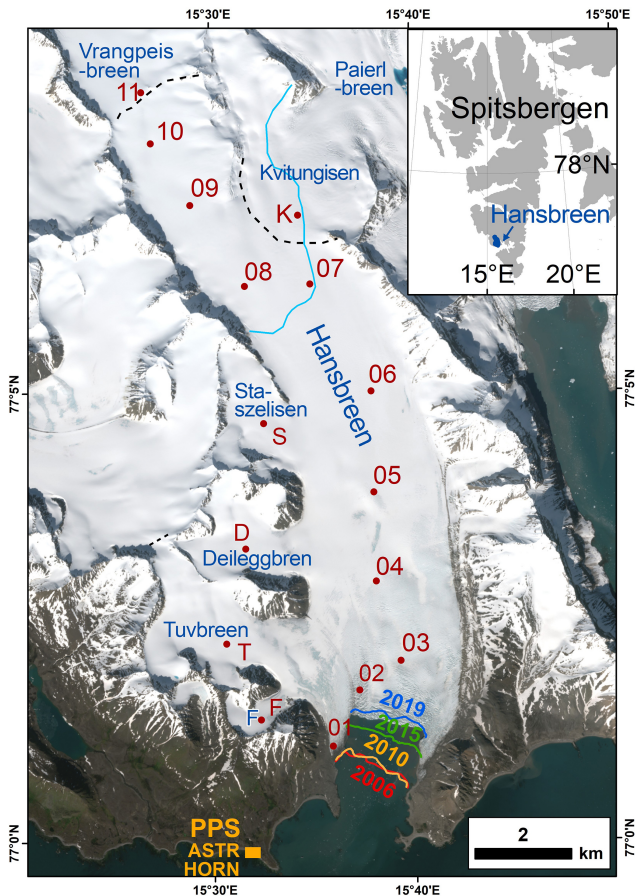 15°30'E
15°40'E
15°50'E
Vrangpeis
-breen
11
Paierl
-breen
10
Kvitungisen
09
K
08
07
Spitsbergen
78°N
Hansbreen
15°E
20°E
Hansbreen
06
77°5'N
77°5'N
Sta-
szelisen
S
05
D
Deileggbren
04
Tuvbreen
T
03
02
F
F
01
2019
2015
2010
2006
PPS
ASTR
HORN
2
km
77°0'N
77°0'N
15°30'E
15°40'E